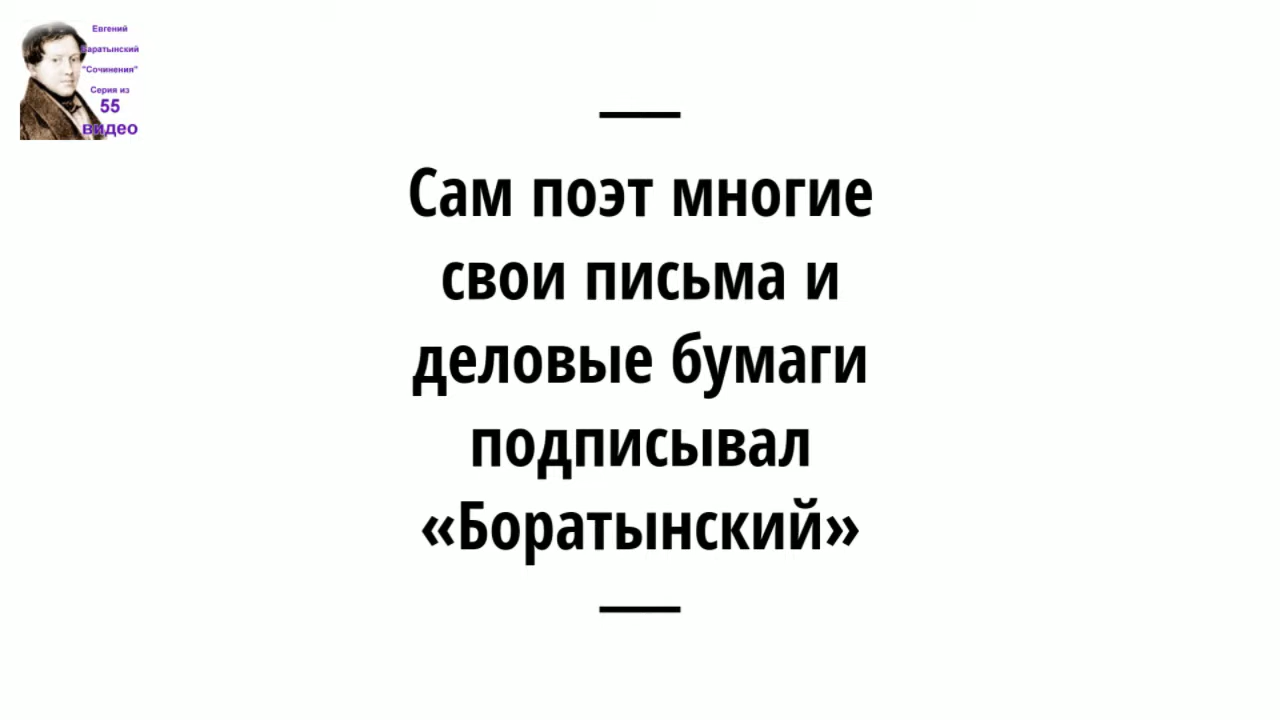 Евгений
Баратынский
"Сочинения"
Серия из
55
видео
Сам поэт многие
свои письма и
деловые бумаги
подписывал
«Боратынский»